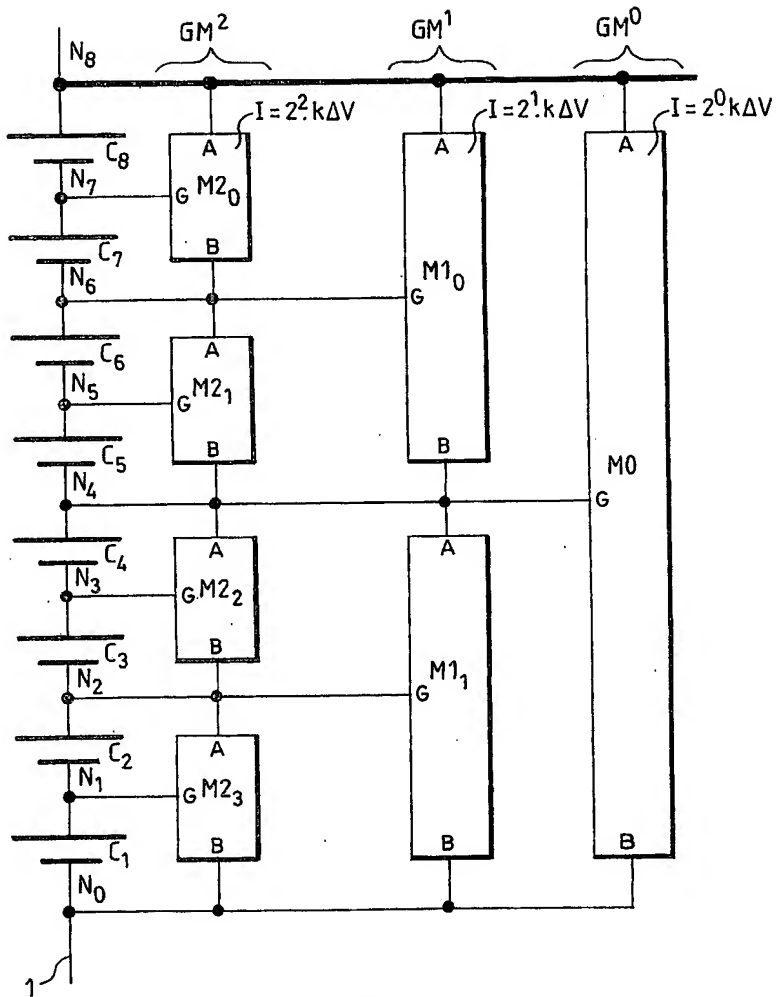 GM² GM¹ GM⁰
N₈
I = 2².kΔV I = 2¹.kΔV I = 2⁰.kΔV
A A A
C₈
N₇ G M2₀
B
C₇
N₆ M1₀
G
A
C₆
N₅ M2₁
G
C₅ B B
N₄ M0
G
A A
C₄
N₃ G M2₂
C₃ B
N₂ M1₁
G
A
C₂
N₁ G M2₃
C₁ B B B
N₀
1